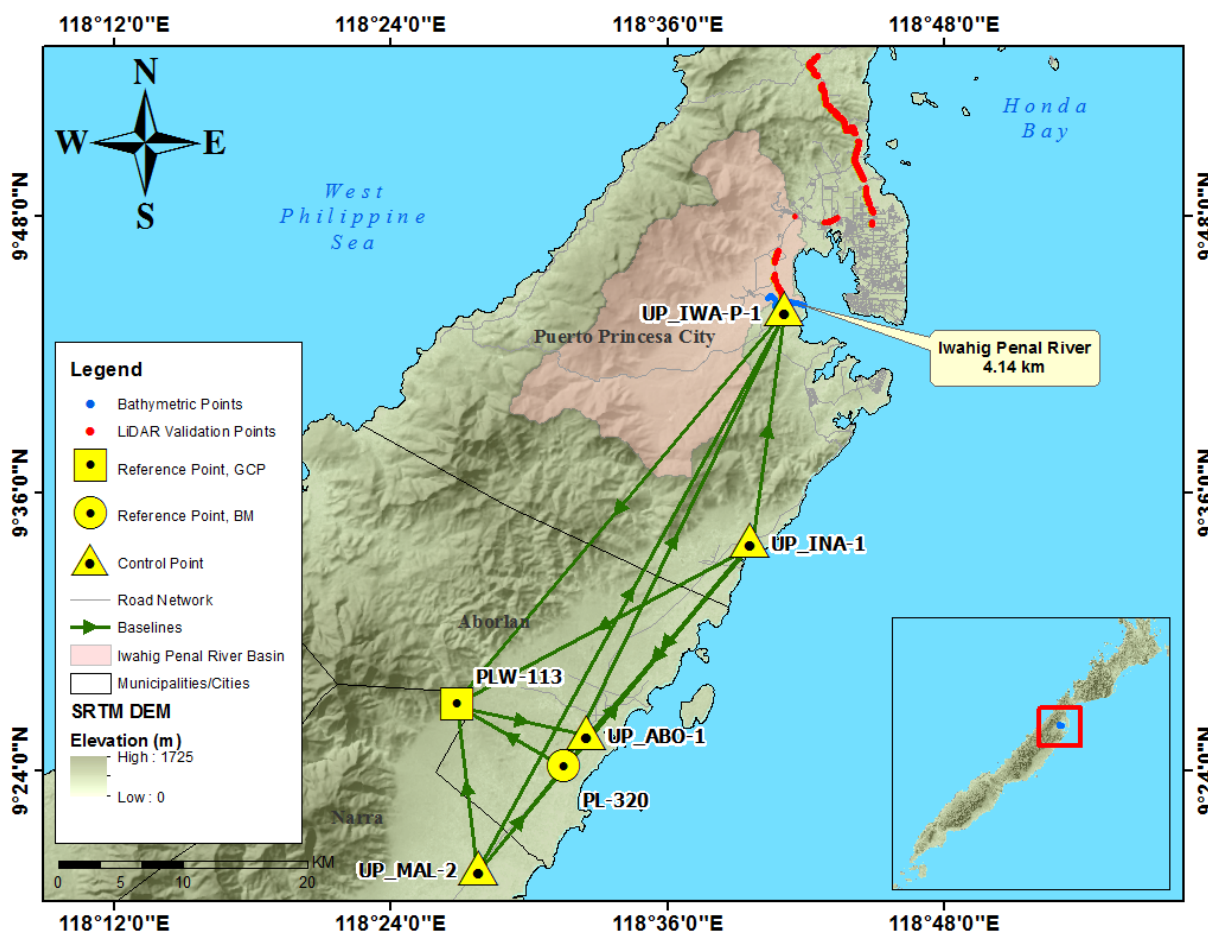 118°12'0"E 118°24'0"E 118°36'0"E 118°48'0"E
N
W E
S
Honda
Bay
West
Philippine
Sea
9°48'0"N 9°48'0"N
UP_IWA-P-1
Puerto Princesa City
Iwahig Penal River
4.14 km
Legend
Bathymetric Points
LiDAR Validation Points
Reference Point, GCP
Reference Point, BM
Control Point
Road Network
Baselines
Iwahig Penal River Basin
Municipalities/Cities
SRTM DEM
Elevation (m)
High : 1725
Low : 0
9°36'0"N 9°36'0"N
UP_INA-1
Aborlan
PLW-113
UP_ABO-1
9°24'0"N 9°24'0"N
PL-320
Narra
UP_MAL-2
KM
0 5 10 20
118°12'0"E 118°24'0"E 118°36'0"E 118°48'0"E